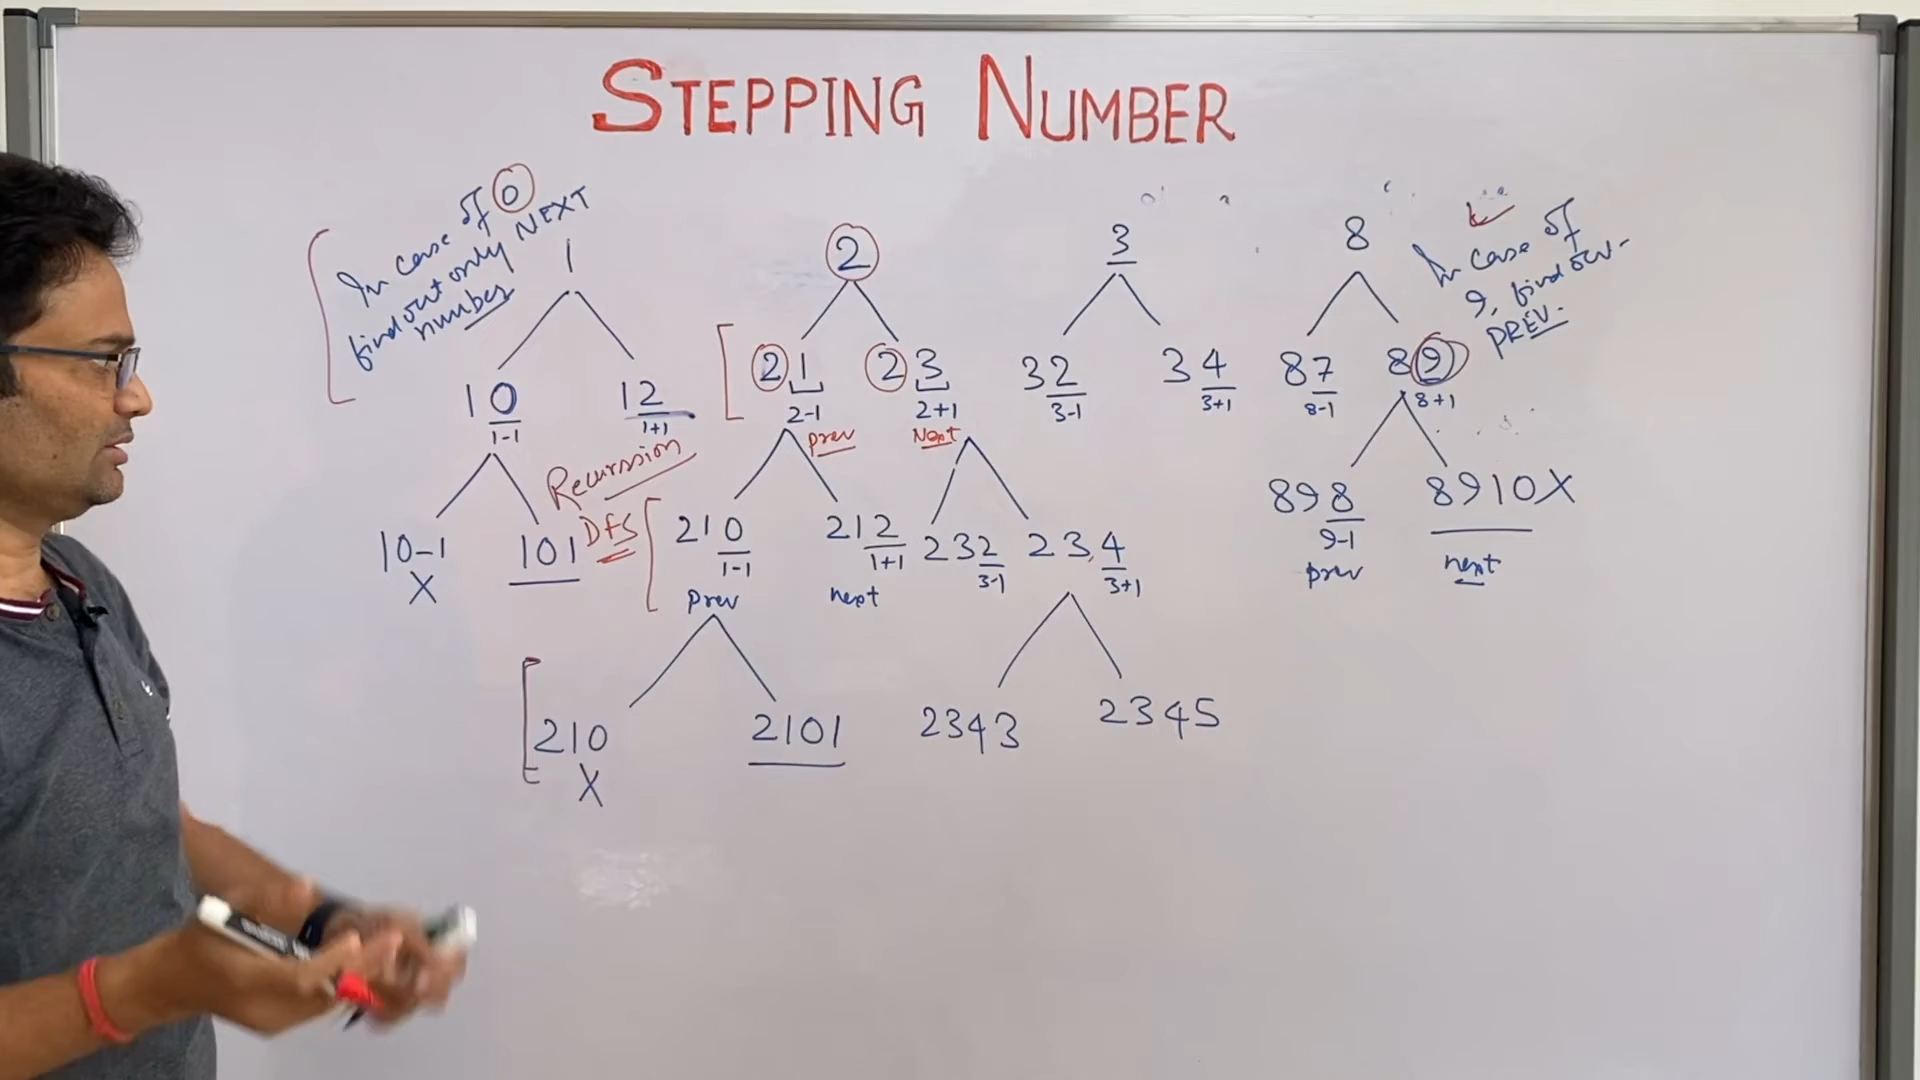 STEPPING NUMBER
In case of 0
find out only NEXT
number
1
10
1-1
12
1+1
10-1
X
101
Recurssion
DfS
2
21
2-1
prev
23
2+1
Next
210
1-1
prev
212
1+1
next
232
3-1
234
3+1
210
X
2101
2343
2345
3
32
3-1
34
3+1
8
87
8-1
89
8+1
898
9-1
prev
8910X
next
In case of
9, find
PREV.